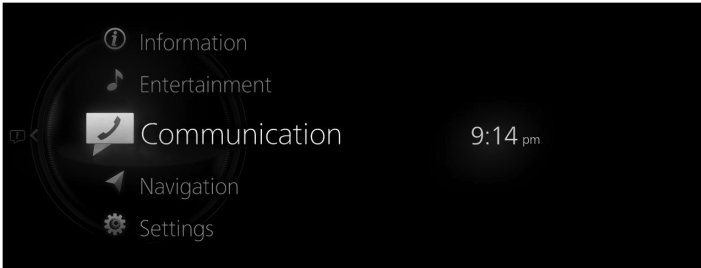 Information
Entertainment
Communication
9:14 pm
Navigation
Settings